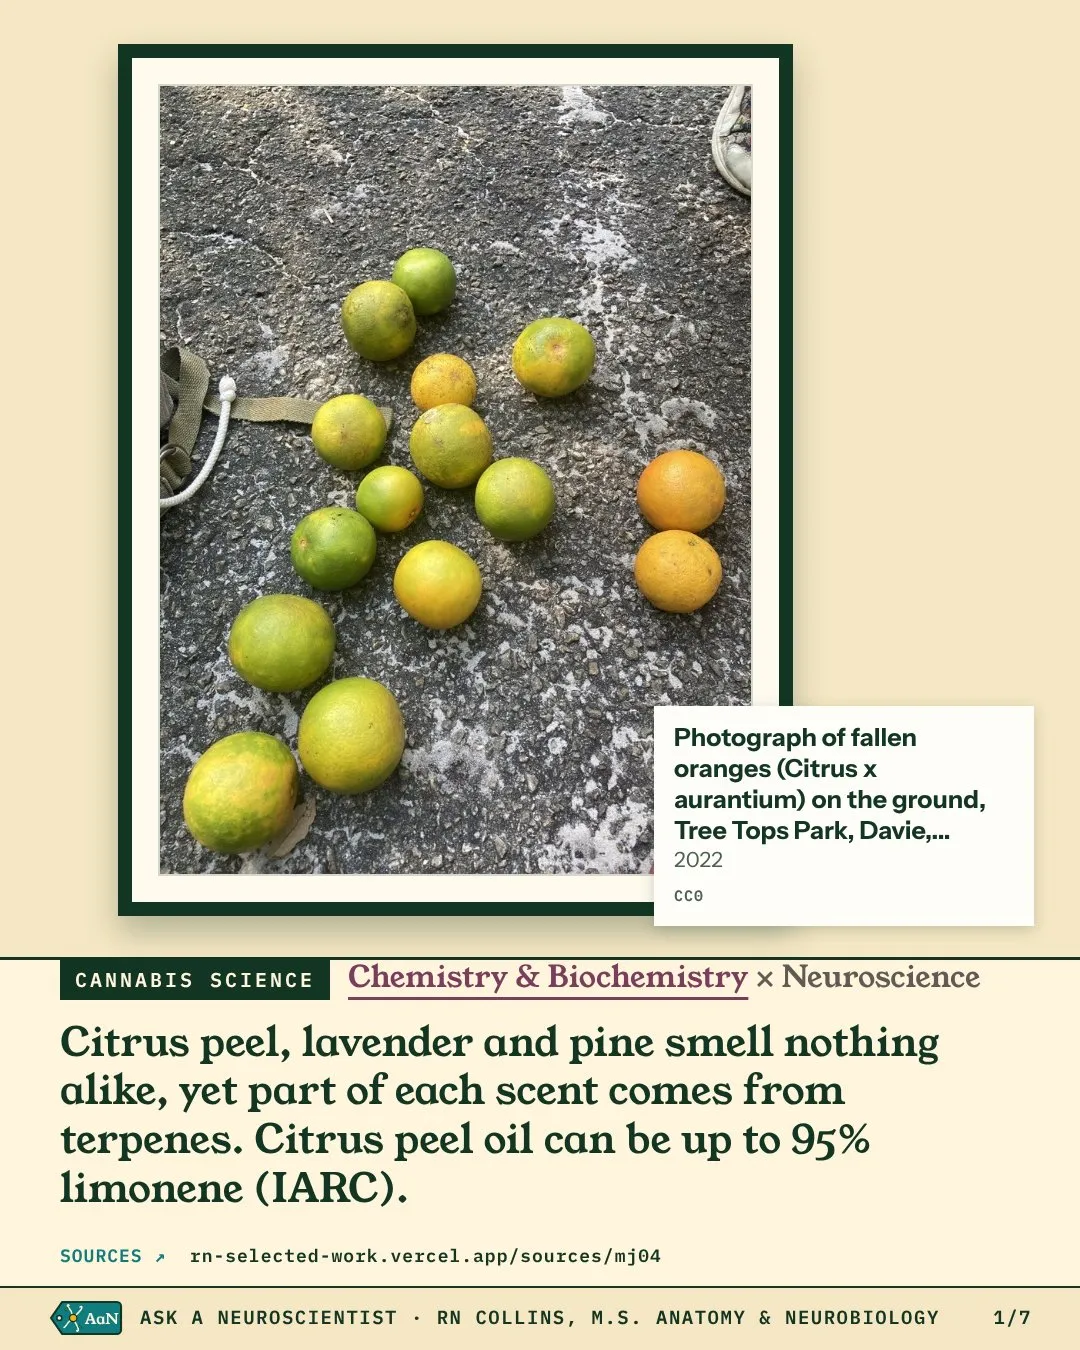 Photograph of fallen
oranges (Citrus x
aurantium) on the ground,
Tree Tops Park, Davie,...
2022
CC0
CANNABIS SCIENCE
Chemistry & Biochemistry × Neuroscience
Citrus peel, lavender and pine smell nothing
alike, yet part of each scent comes from
terpenes. Citrus peel oil can be up to 95%
limonene (IARC).
SOURCES ↗ rn-selected-work.vercel.app/sources/mj04
AaN ASK A NEUROSCIENTIST · RN COLLINS, M.S. ANATOMY & NEUROBIOLOGY 1/7